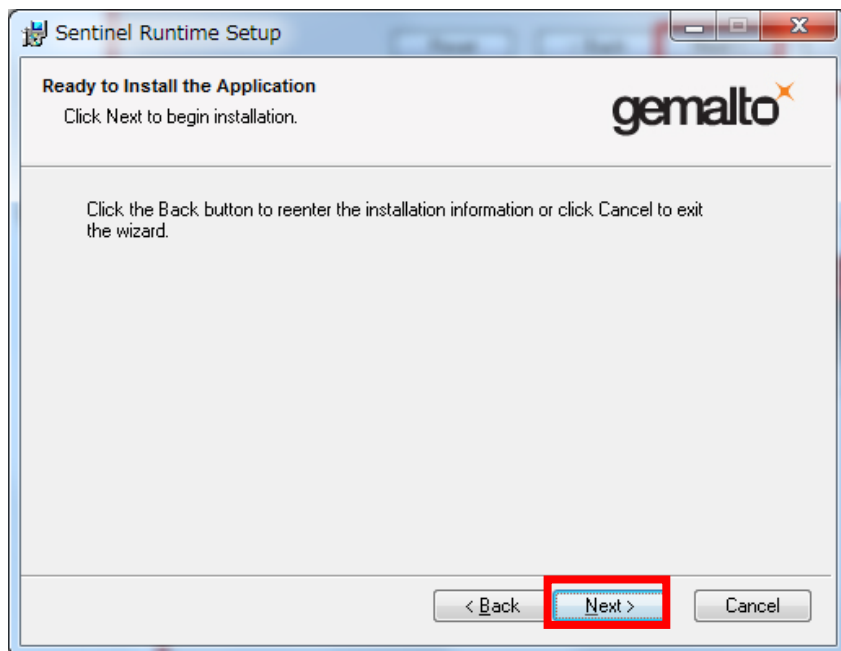 Sentinel Runtime Setup
Ready to Install the Application
Click Next to begin installation.
gemalto
Click the Back button to reenter the installation information or click Cancel to exit
the wizard.
< Back
Next >
Cancel